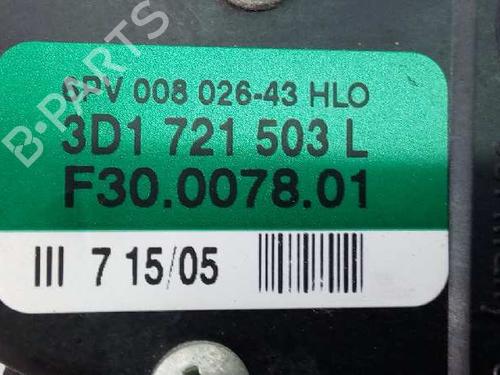 6PV 008 026-43 HLO
3D1 721 503 L
F30.0078.01
III 7 15/05
B-PARTS